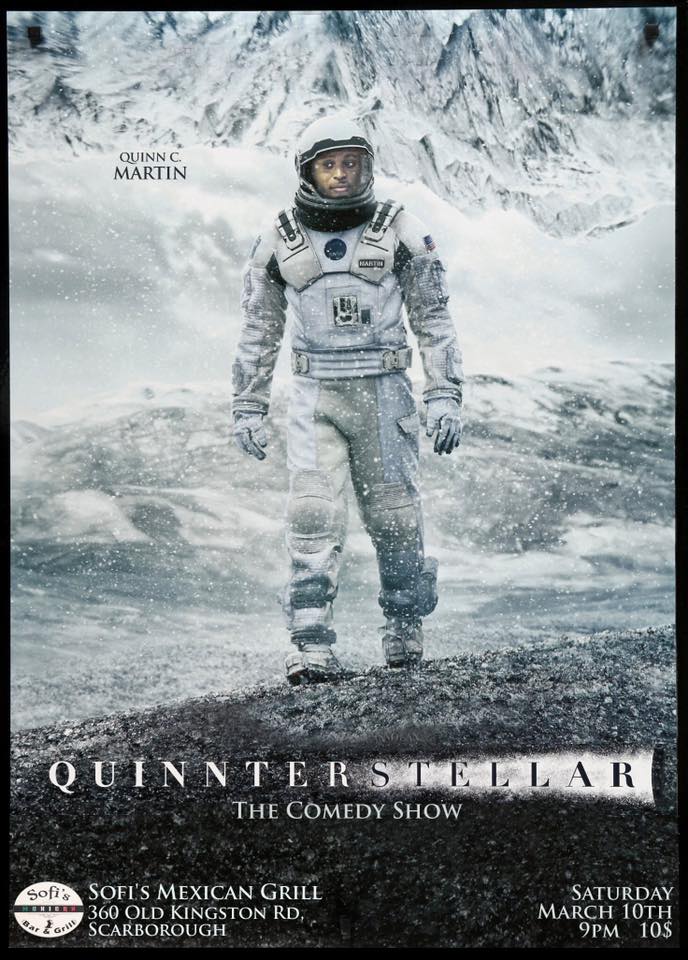 QUINN C.
MARTIN
MARTIN
QUINNTERSTELLAR
THE COMEDY SHOW
Sofi's
MEXICAN
Bar & Grill
SOFI'S MEXICAN GRILL
360 OLD KINGSTON RD,
SCARBOROUGH
SATURDAY
MARCH 10TH
9PM 10$